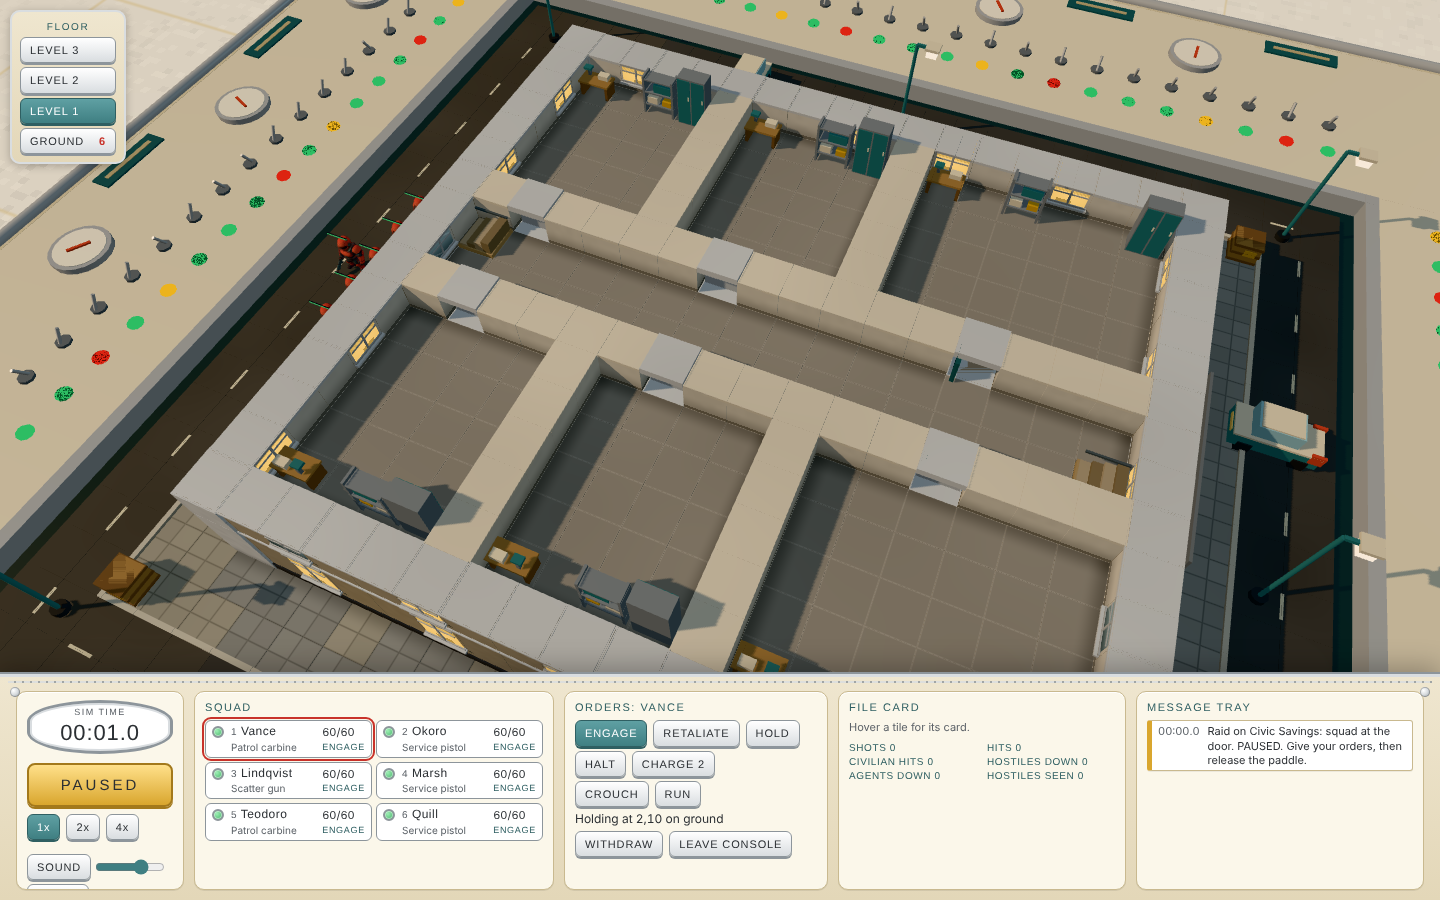 FLOOR
LEVEL 3
LEVEL 2
LEVEL 1
GROUND 6
SIM TIME
00:01.0
PAUSED
1x 2x 4x
SOUND
SQUAD
1 Vance 60/60
Patrol carbine ENGAGE
2 Okoro 60/60
Service pistol ENGAGE
3 Lindqvist 60/60
Scatter gun ENGAGE
4 Marsh 60/60
Service pistol ENGAGE
5 Teodoro 60/60
Patrol carbine ENGAGE
6 Quill 60/60
Service pistol ENGAGE
ORDERS: VANCE
ENGAGE RETALIATE HOLD
HALT CHARGE 2
CROUCH RUN
Holding at 2,10 on ground
WITHDRAW LEAVE CONSOLE
FILE CARD
Hover a tile for its card.
SHOTS 0 HITS 0
CIVILIAN HITS 0 HOSTILES DOWN 0
AGENTS DOWN 0 HOSTILES SEEN 0
MESSAGE TRAY
00:00.0 Raid on Civic Savings: squad at the
door. PAUSED. Give your orders, then
release the paddle.